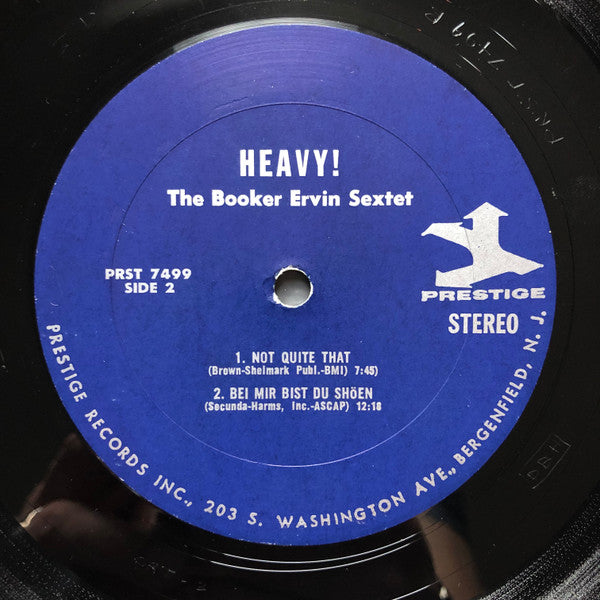 HEAVY!
The Booker Ervin Sextet
PRST 7499
SIDE 2
PRESTIGE
STEREO
1. NOT QUITE THAT
(Brown-Shelmark Publ.-BMI) 7:45)
2. BEI MIR BIST DU SHöEN
(Secunda-Harms, Inc.-ASCAP) 12:18
PRESTIGE RECORDS INC., 203 S. WASHINGTON AVE., BERGENFIELD, N. J.